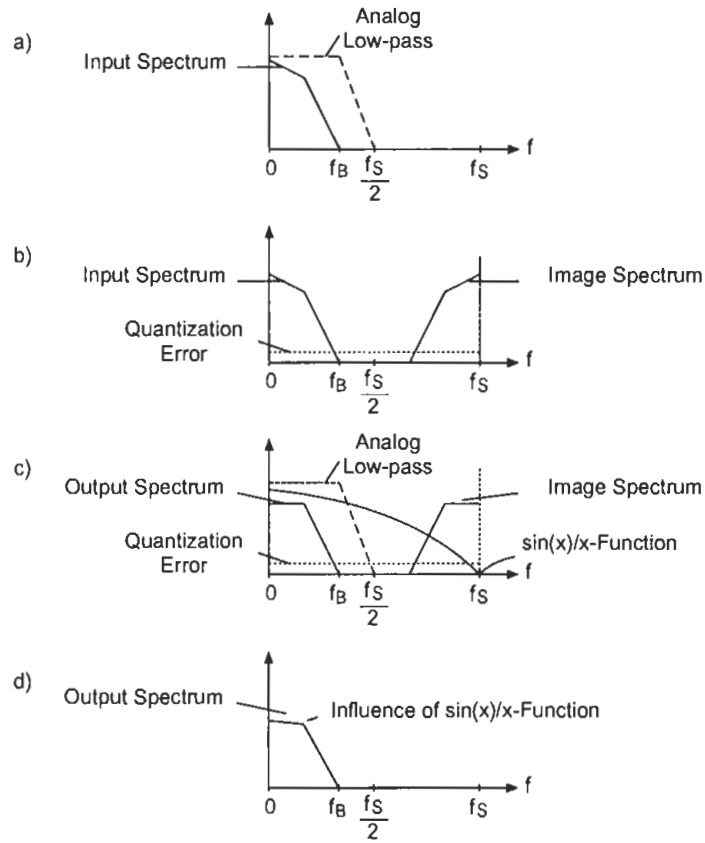 a)
Analog
Low-pass
Input Spectrum
f
0
fB
fS
fS/2
b)
Input Spectrum
Image Spectrum
Quantization
Error
f
0
fB
fS/2
fS
c)
Analog
Low-pass
Output Spectrum
Image Spectrum
Quantization
Error
sin(x)/x-Function
f
0
fB
fS/2
fS
d)
Output Spectrum
Influence of sin(x)/x-Function
f
0
fB
fS/2
fS